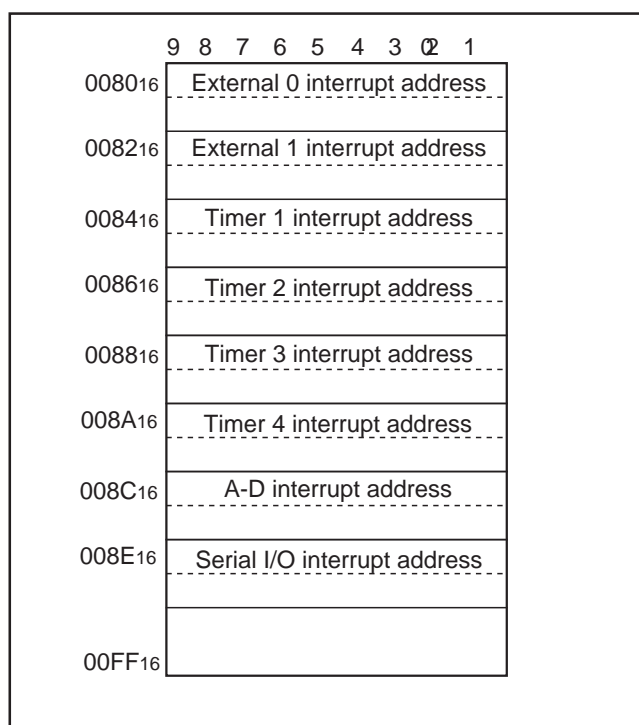 9 8 7 6 5 4 3 2 1 0
0080₁₆ External 0 interrupt address
0082₁₆ External 1 interrupt address
0084₁₆ Timer 1 interrupt address
0086₁₆ Timer 2 interrupt address
0088₁₆ Timer 3 interrupt address
008A₁₆ Timer 4 interrupt address
008C₁₆ A-D interrupt address
008E₁₆ Serial I/O interrupt address
00FF₁₆